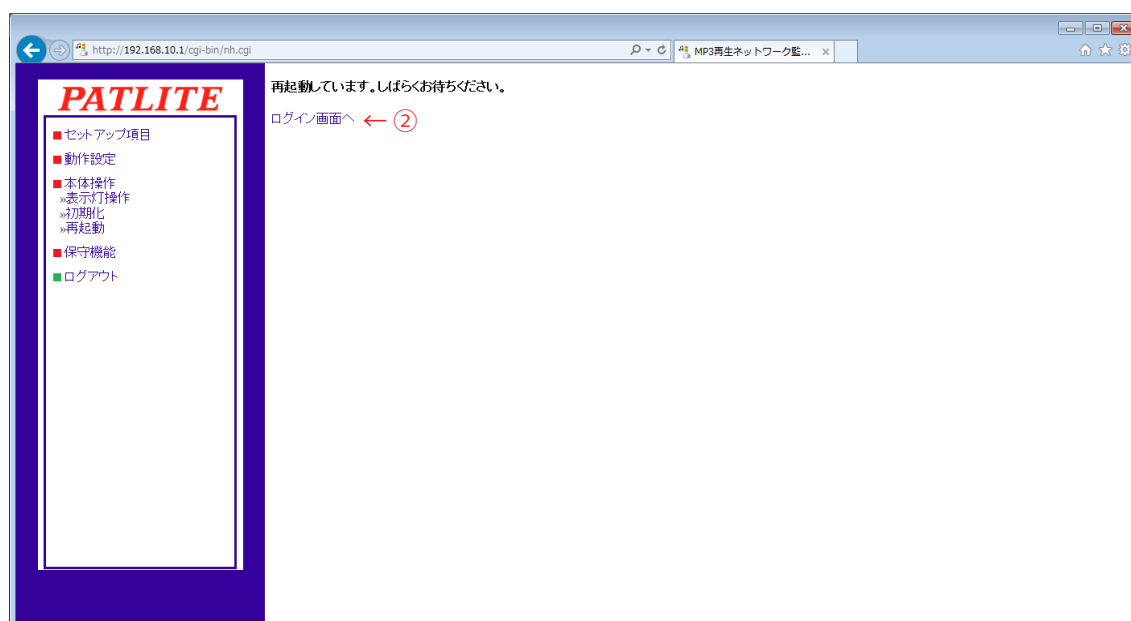 http://192.168.10.1/cgi-bin/nh.cgi
MP3再生ネットワーク監...
PATLITE
セットアップ項目
動作設定
本体操作
»表示灯操作
»初期化
»再起動
保守機能
ログアウト
再起動しています。しばらくお待ちください。
ログイン画面へ ← ②